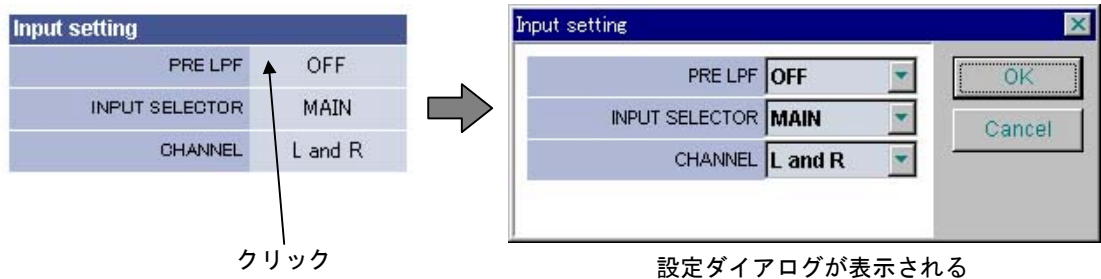 Input setting
PRE LPF OFF
INPUT SELECTOR MAIN
CHANNEL L and R
クリック
Input setting
PRE LPF OFF
INPUT SELECTOR MAIN
CHANNEL L and R
OK
Cancel
設定ダイアログが表示される